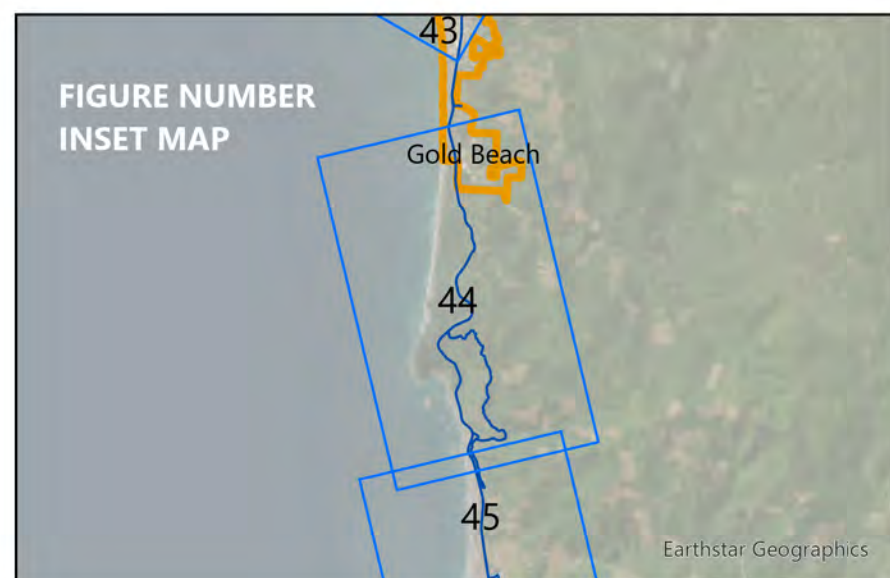 43
FIGURE NUMBER
INSET MAP
Gold Beach
44
45
Earthstar Geographics